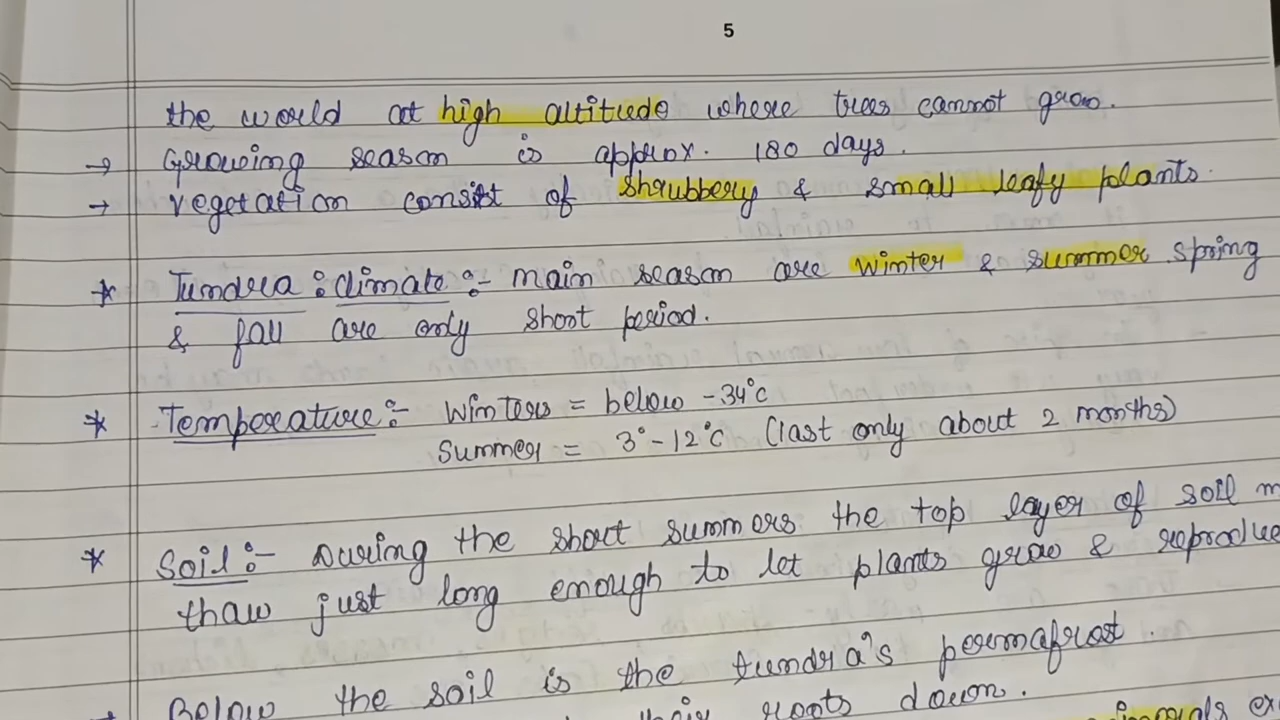 5
the world at high altitude where trees cannot grow.
→ Growing season is approx. 180 days.
→ vegetation consist of Shrubbery & small leafy plants.
* Tundra : climate :- main season are winter & summer spring
& fall are only short period.
* Temperature :- Winters = below -34°C
Summer = 3° - 12°C (last only about 2 months)
* Soil :- During the short summers the top layer of soil
thaw just long enough to let plants grow & reproduce
Below the soil is the tundra's permafrost.
their roots down.